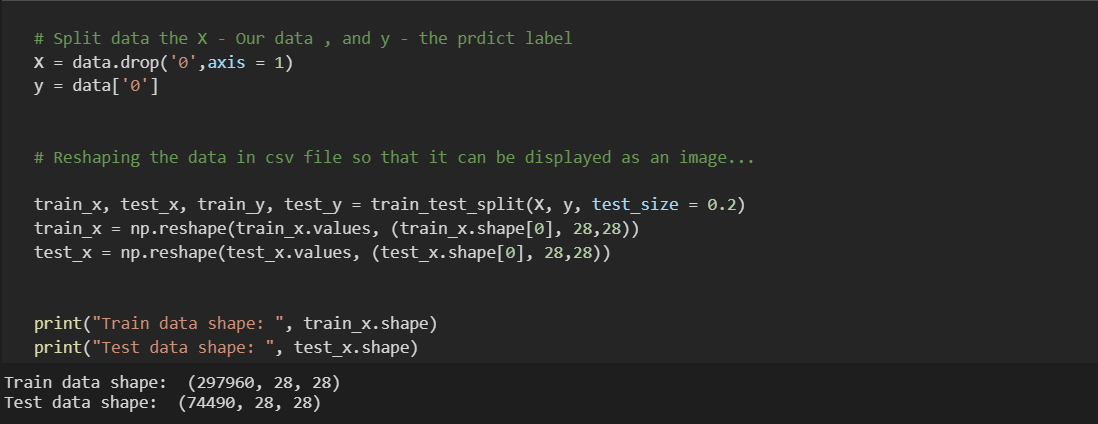 # Split data the X - Our data , and y - the prdict label
X = data.drop('0',axis = 1)
y = data['0']
# Reshaping the data in csv file so that it can be displayed as an image...
train_x, test_x, train_y, test_y = train_test_split(X, y, test_size = 0.2)
train_x = np.reshape(train_x.values, (train_x.shape[0], 28,28))
test_x = np.reshape(test_x.values, (test_x.shape[0], 28,28))
print("Train data shape: ", train_x.shape)
print("Test data shape: ", test_x.shape)
Train data shape:  (297960, 28, 28)
Test data shape:  (74490, 28, 28)